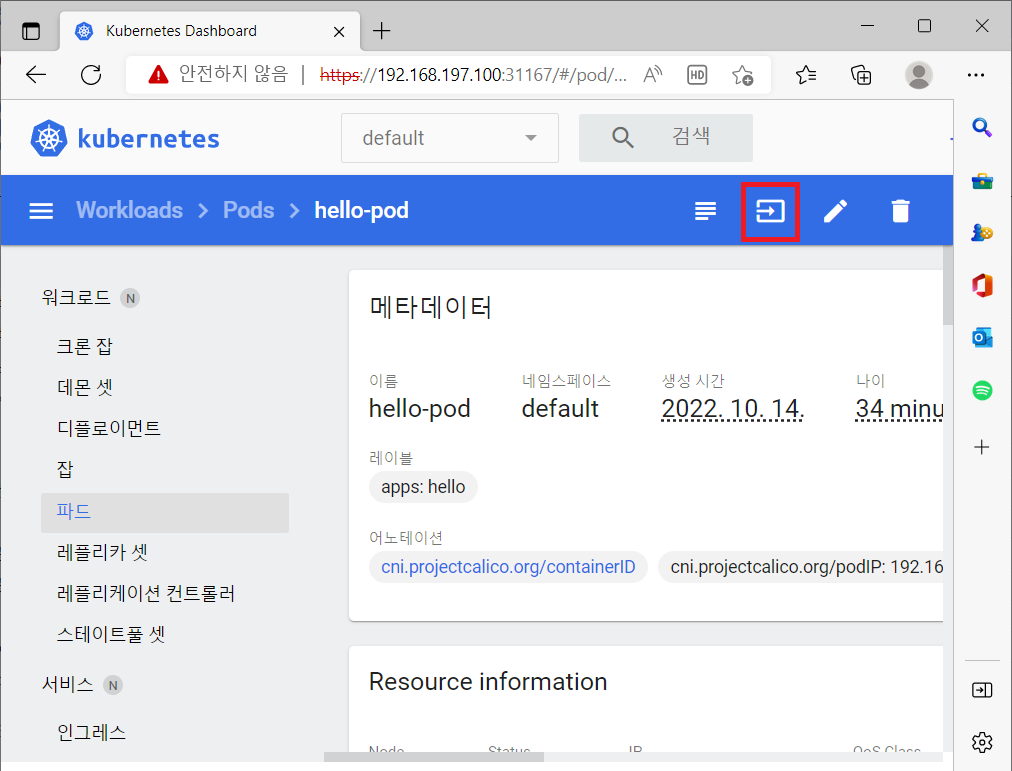 Kubernetes Dashboard
안전하지 않음 | https://192.168.197.100:31167/#/pod/...
kubernetes
default
검색
Workloads > Pods > hello-pod
워크로드 N
크론 잡
데몬 셋
디플로이먼트
잡
파드
레플리카 셋
레플리케이션 컨트롤러
스테이트풀 셋
서비스 N
인그레스
메타데이터
이름
hello-pod
네임스페이스
default
생성 시간
2022. 10. 14.
나이
34 minu
레이블
apps: hello
어노테이션
cni.projectcalico.org/containerID
cni.projectcalico.org/podIP: 192.16
Resource information
Node
Status
IP
QoS Class